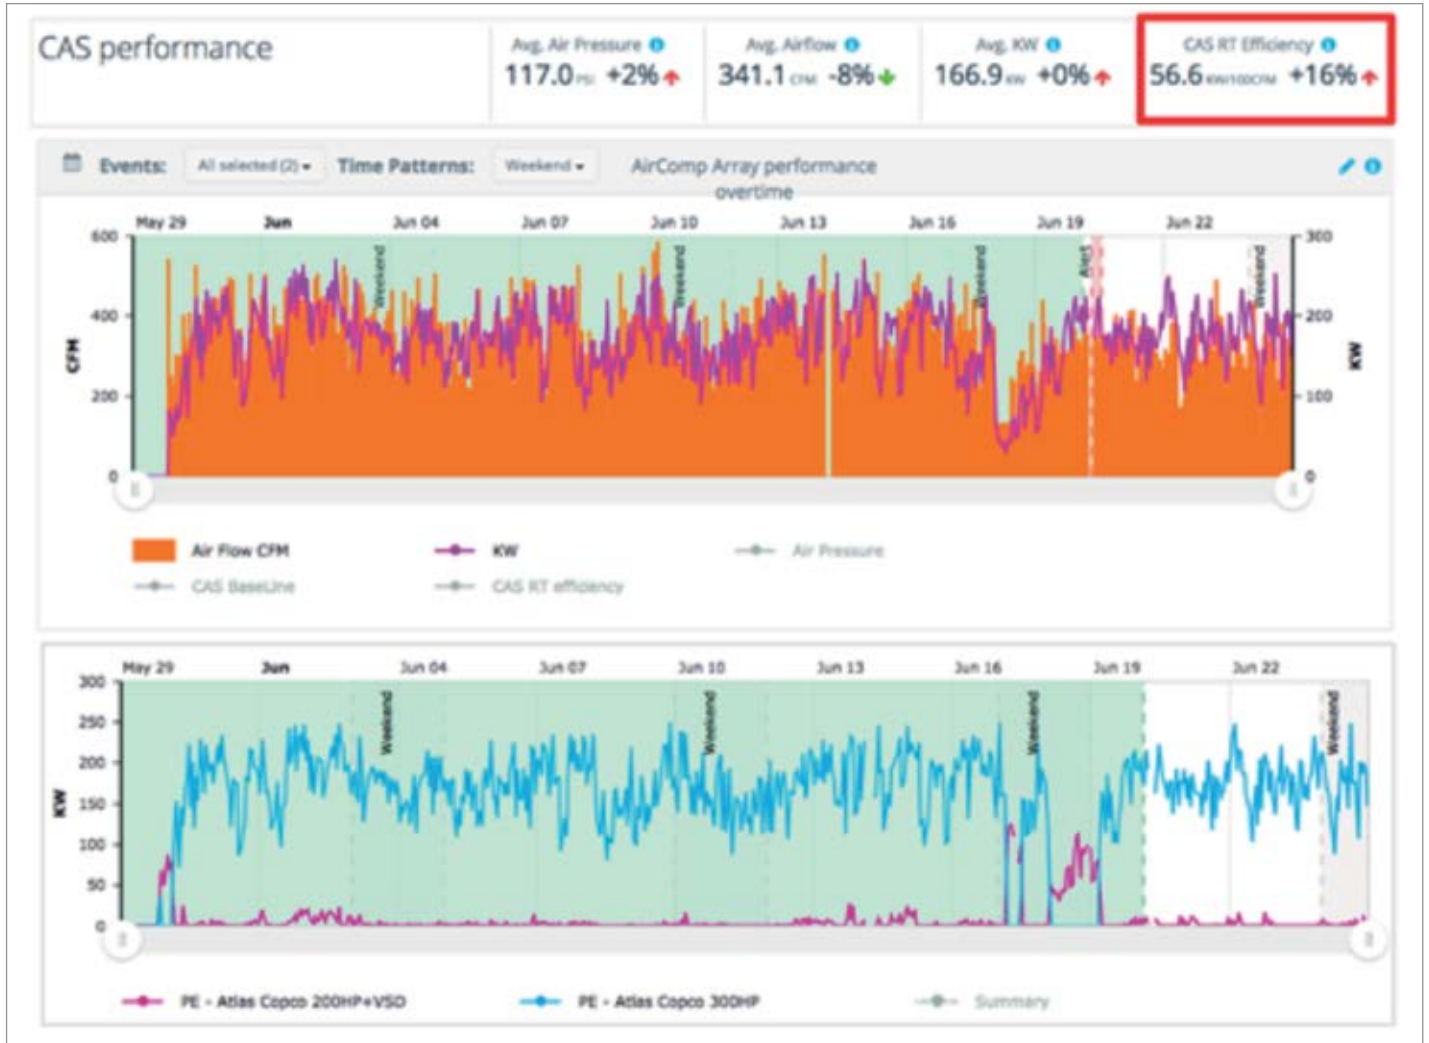 CAS performance
Avg. Air Pressure
117.0 PSI +2%
Avg. Airflow
341.1 CFM -8%
Avg. KW
166.9 KW +0%
CAS RT Efficiency
56.6 KW/100CFM +16%
Events: All selected (2) Time Patterns: Weekend AirComp Array performance
overtime
May 29 Jun Jun 04 Jun 07 Jun 10 Jun 13 Jun 16 Jun 19 Jun 22
600 300
400 200
200 100
0 0
CFM
KW
Weekend
Weekend
Weekend
Weekend
Air Flow CFM KW Air Pressure
CAS BaseLine CAS RT efficiency
May 29 Jun Jun 04 Jun 07 Jun 10 Jun 13 Jun 16 Jun 19 Jun 22
300
250
200
150
100
50
0
KW
Weekend
Weekend
Weekend
Weekend
PE - Atlas Copco 200HP+VSD PE - Atlas Copco 300HP Summary